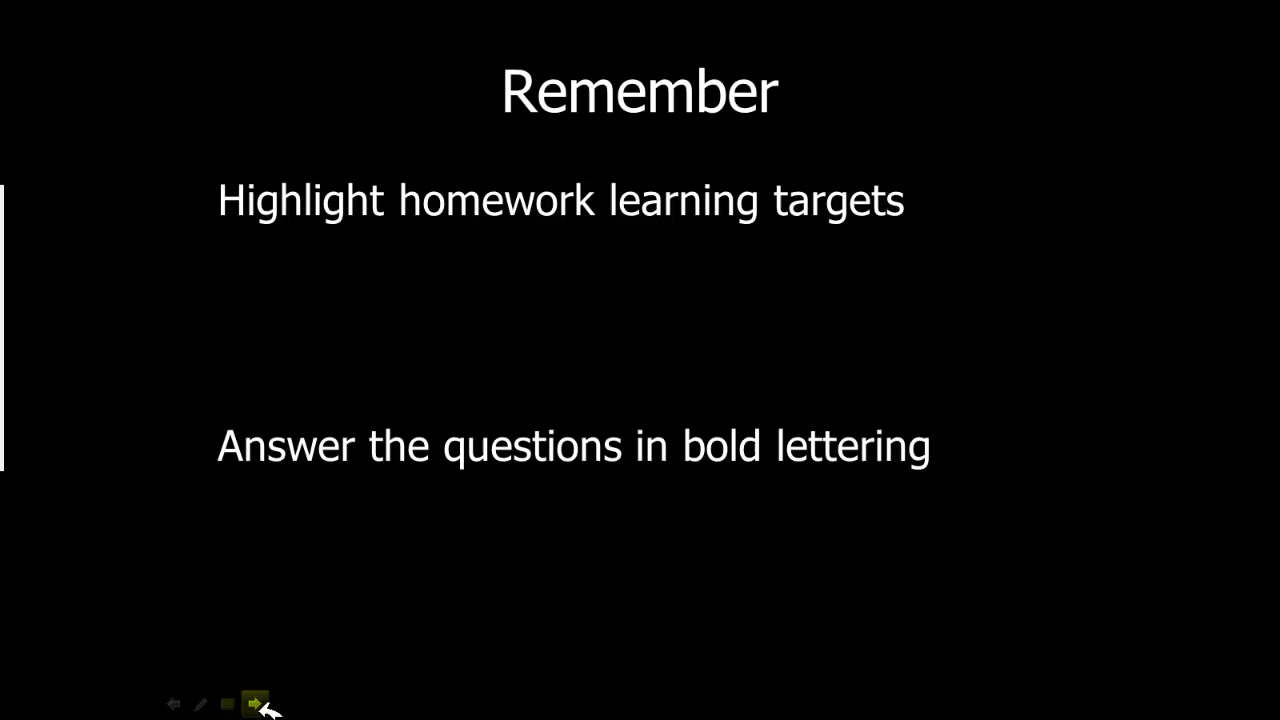 Remember
Highlight homework learning targets
Answer the questions in bold lettering